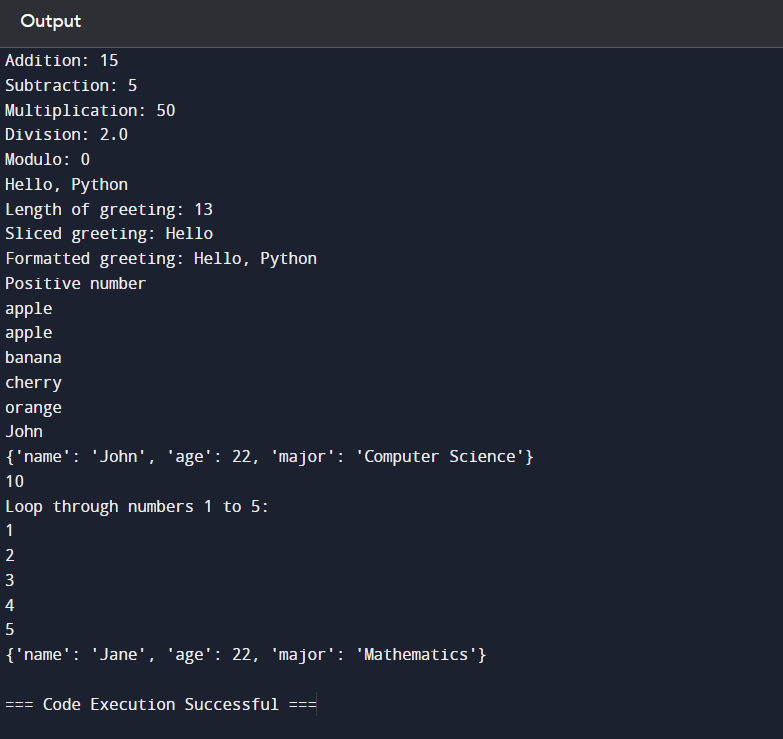 Output
Addition: 15
Subtraction: 5
Multiplication: 50
Division: 2.0
Modulo: 0
Hello, Python
Length of greeting: 13
Sliced greeting: Hello
Formatted greeting: Hello, Python
Positive number
apple
apple
banana
cherry
orange
John
{'name': 'John', 'age': 22, 'major': 'Computer Science'}
10
Loop through numbers 1 to 5:
1
2
3
4
5
{'name': 'Jane', 'age': 22, 'major': 'Mathematics'}
=== Code Execution Successful ===